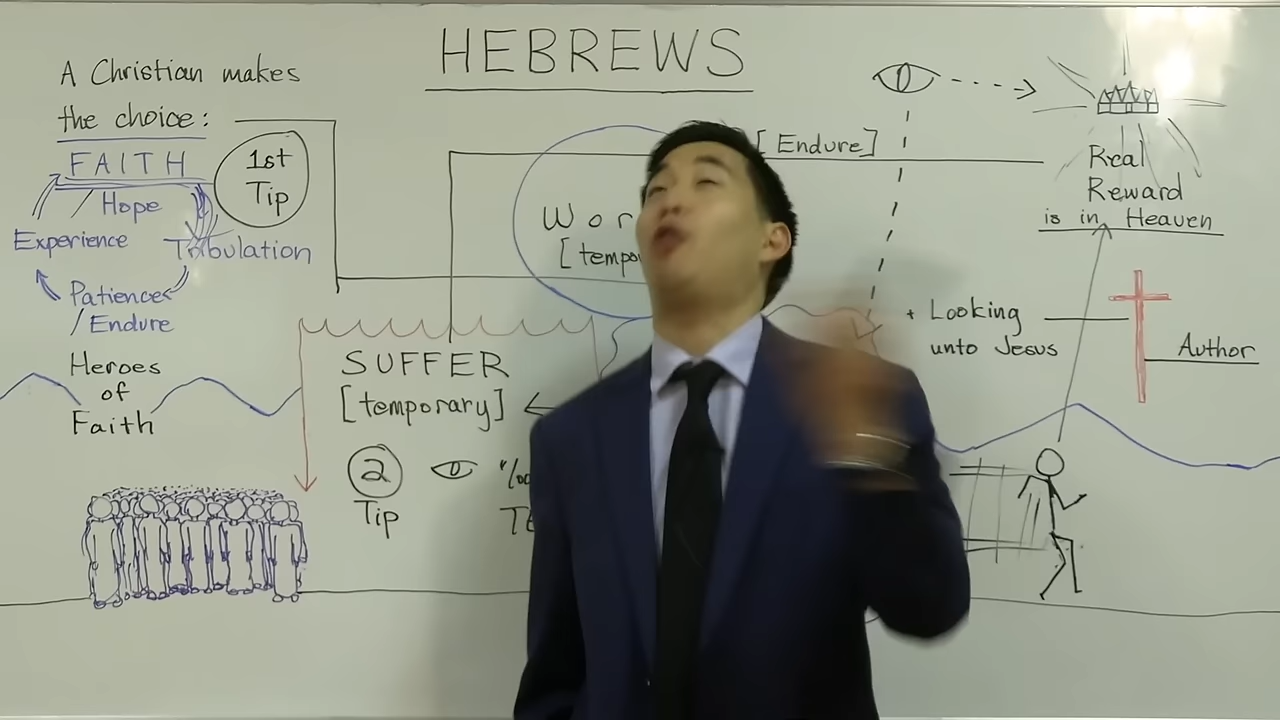 HEBREWS
A Christian makes
the choice:
FAITH
/ Hope
Experience
Tribulation
Patience
/ Endure
1st
Tip
Heroes
of
Faith
[Endure]
SUFFER
[temporary]
2
Tip
Real
Reward
is in Heaven
+ Looking
unto Jesus
Author